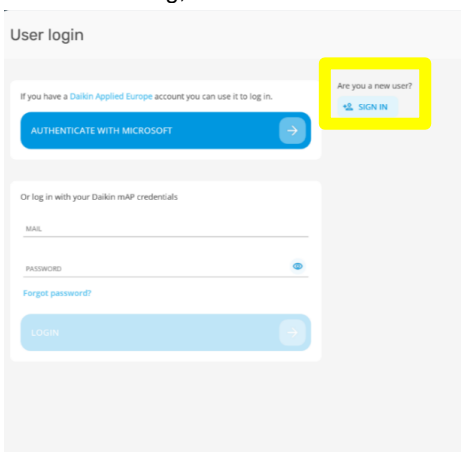 User login
If you have a Daikin Applied Europe account you can use it to log in.
AUTHENTICATE WITH MICROSOFT
Are you a new user?
SIGN IN
Or log in with your Daikin mAP credentials
MAIL
PASSWORD
Forgot password?
LOGIN